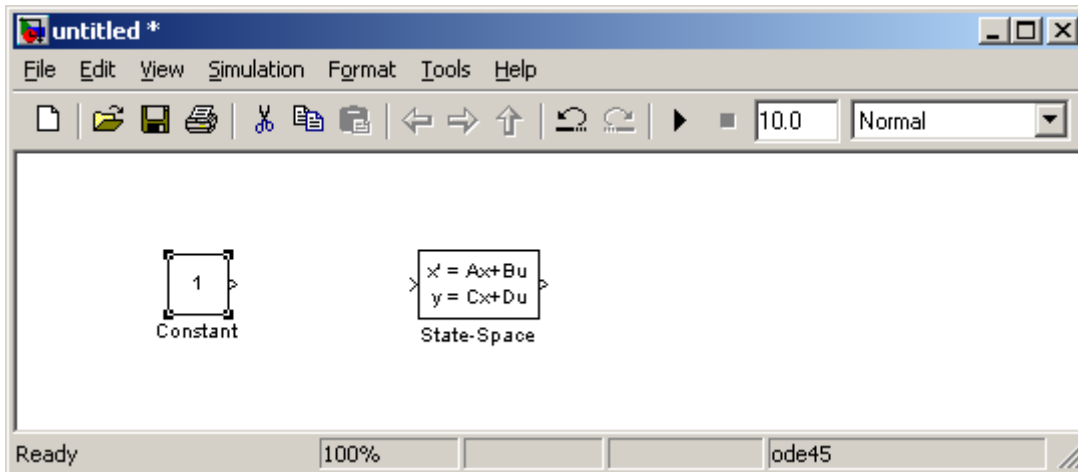 untitled *
File Edit View Simulation Format Tools Help
10.0 Normal
1
Constant
x' = Ax+Bu
y = Cx+Du
State-Space
Ready 100% ode45